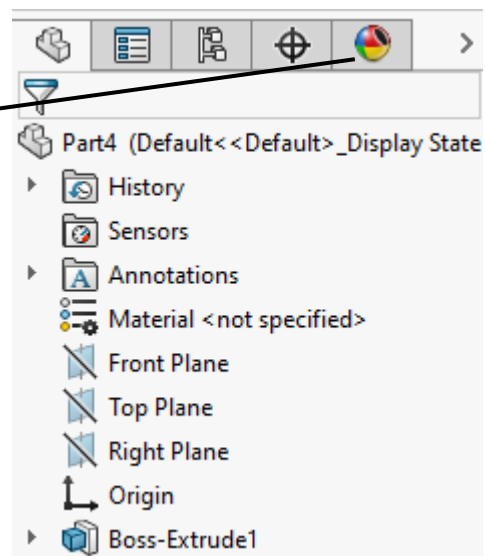 Part4 (Default<<Default>_Display State
History
Sensors
Annotations
Material <not specified>
Front Plane
Top Plane
Right Plane
Origin
Boss-Extrude1